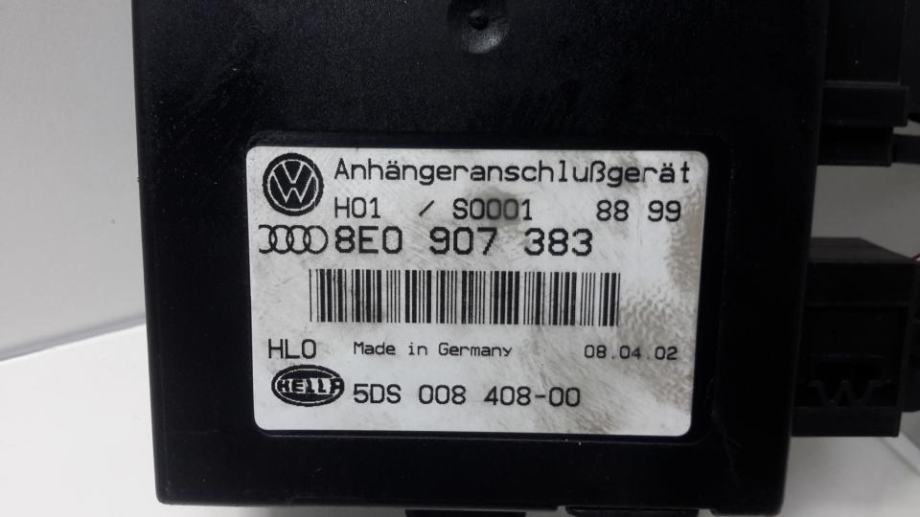 Anhängeranschlußgerät
H01 / S0001 88 99
8E0 907 383
HLO Made in Germany 08.04.02
HELLA 5DS 008 408-00